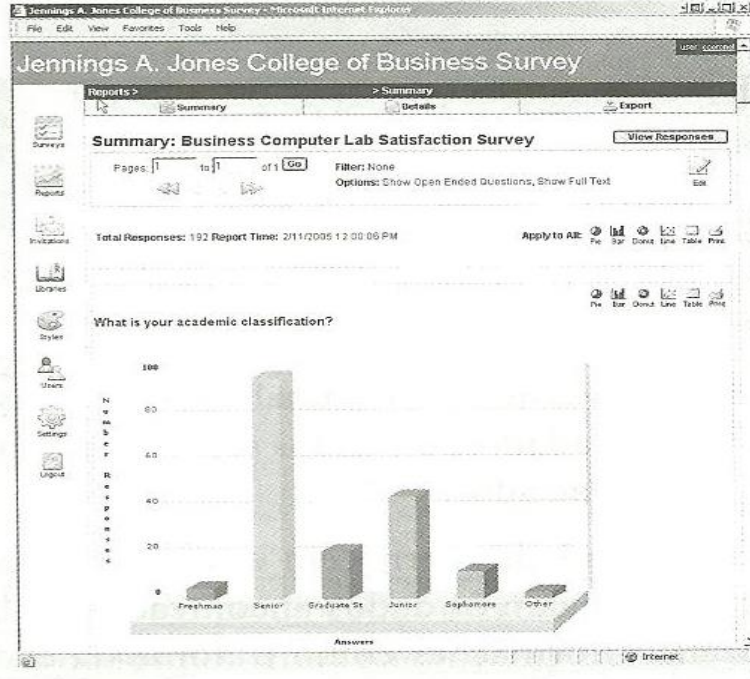 Jennings A. Jones College of Business Survey - Microsoft Internet Explorer
File Edit View Favorites Tools Help
user:
Jennings A. Jones College of Business Survey
Reports > > Summary
Summary Details Export
Surveys
Summary: Business Computer Lab Satisfaction Survey View Responses
Pages: 1 to 1 of 1 Go Filter: None
Options: Show Open Ended Questions, Show Full Text Edit
Reports
Invitations
Total Responses: 192 Report Time: 2/11/2005 12:00:06 PM Apply to All: Pie Bar Donut Line Table Print
Libraries
Pie Bar Donut Line Table Print
What is your academic classification?
Styles
Users
Settings
Logout
Number Responses
100
80
60
40
20
0
Freshman Senior Graduate St Junior Sophomore Other
Answers
Internet